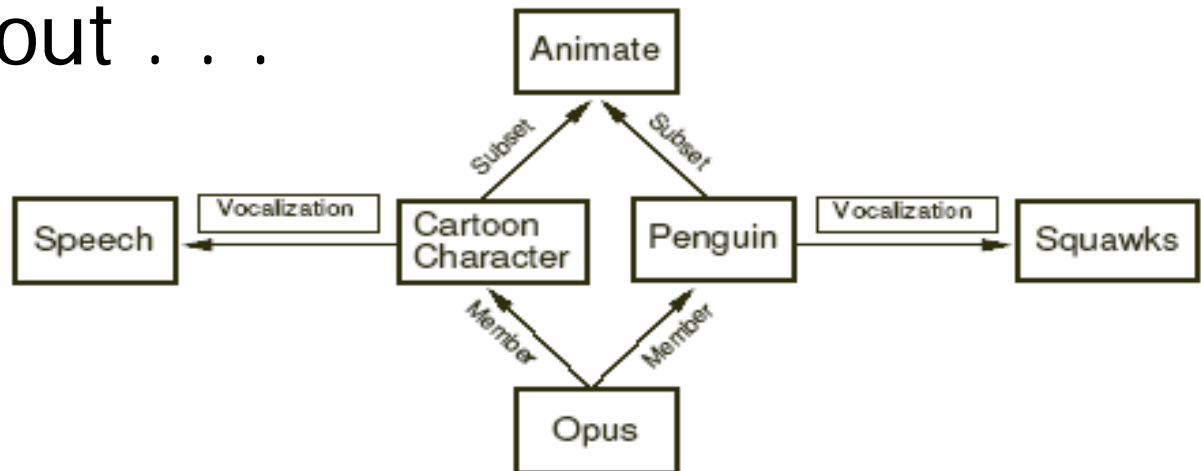 out . . .
Animate
Subset
Subset
Speech
Vocalization
Cartoon
Character
Penguin
Vocalization
Squawks
Member
Member
Opus